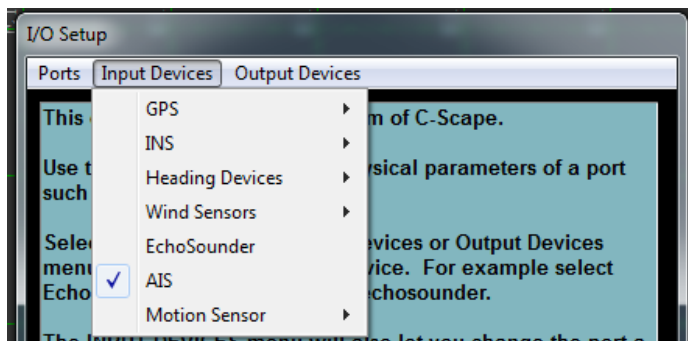 I/O Setup
Ports Input Devices Output Devices
GPS
INS
Heading Devices
Wind Sensors
EchoSounder
AIS
Motion Sensor
This m of C-Scape.
Use t ysical parameters of a port
such
Sele evices or Output Devices
menu vice. For example select
Echo chosounder.